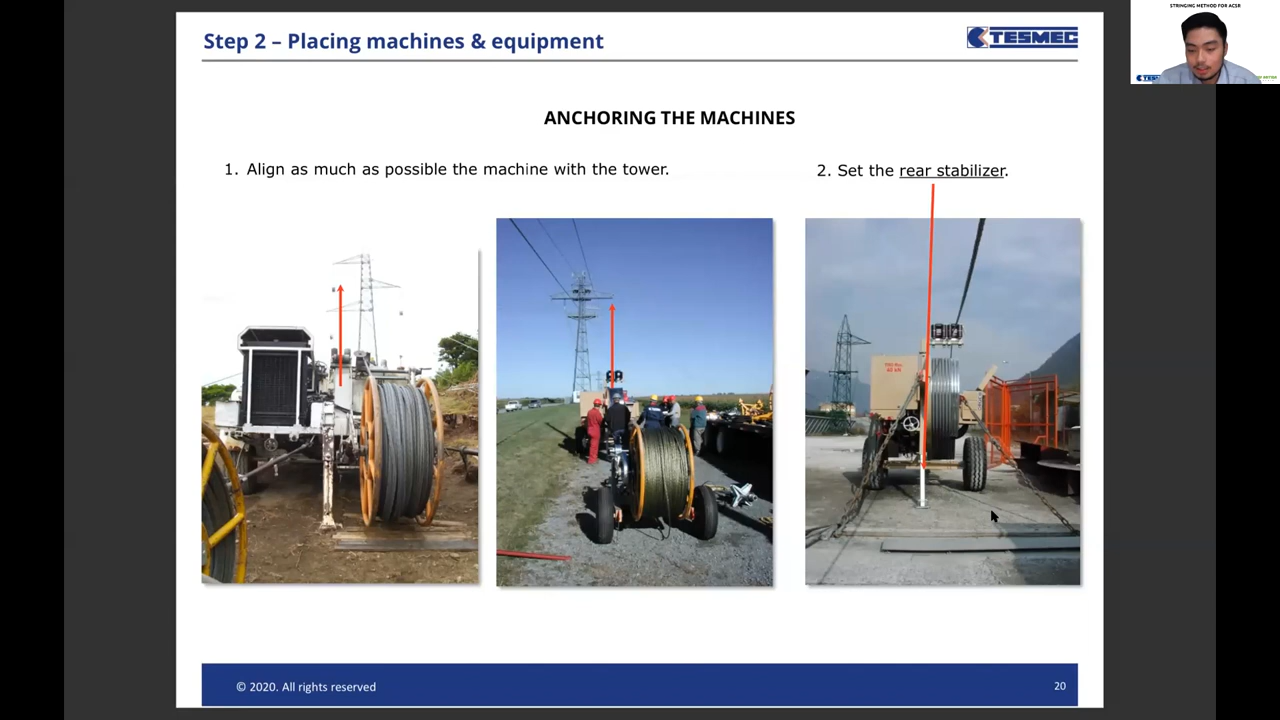 STRINGING METHOD FOR ACSR
Step 2 – Placing machines & equipment
TESMEC
ANCHORING THE MACHINES
1. Align as much as possible the machine with the tower.
2. Set the rear stabilizer.
© 2020. All rights reserved
20